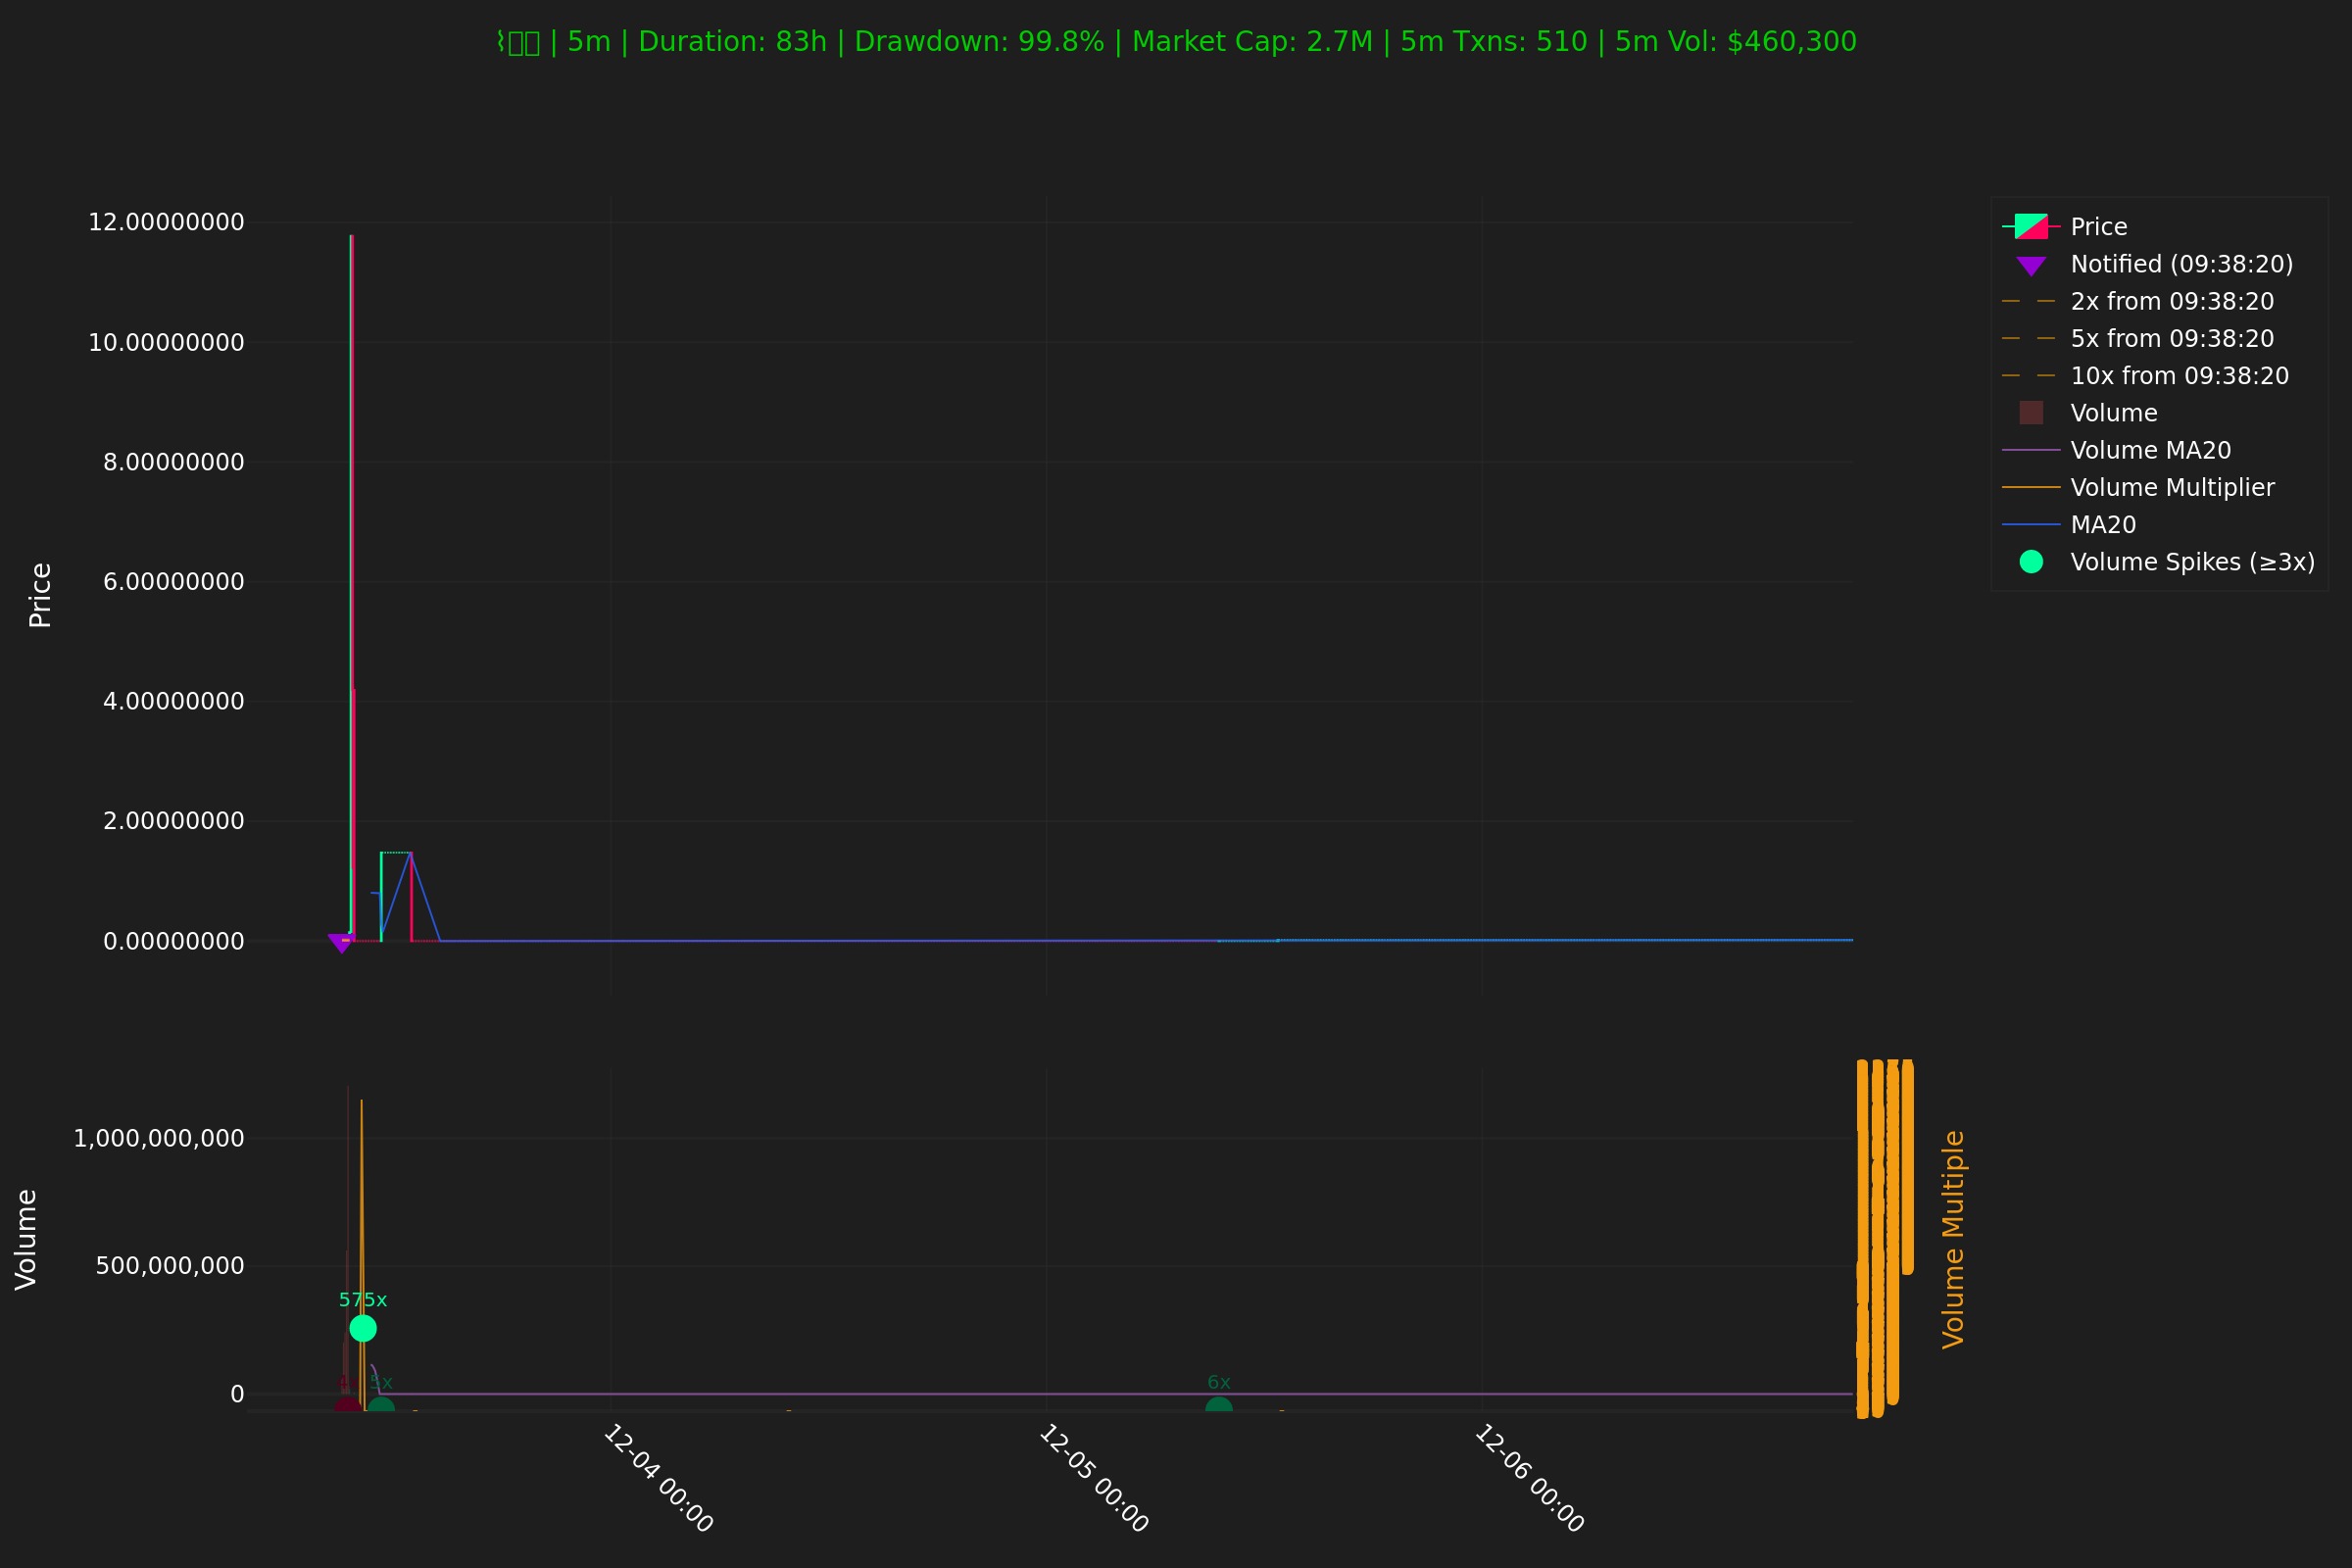 | 5m | Duration: 83h | Drawdown: 99.8% | Market Cap: 2.7M | 5m Txns: 510 | 5m Vol: $460,300
12.00000000
10.00000000
8.00000000
6.00000000
4.00000000
2.00000000
0.00000000
Price
Price
Notified (09:38:20)
2x from 09:38:20
5x from 09:38:20
10x from 09:38:20
Volume
Volume MA20
Volume Multiplier
MA20
Volume Spikes (≥3x)
1,000,000,000
500,000,000
0
Volume
575x
5x
6x
Volume Multiple
12-04 00:00
12-05 00:00
12-06 00:00